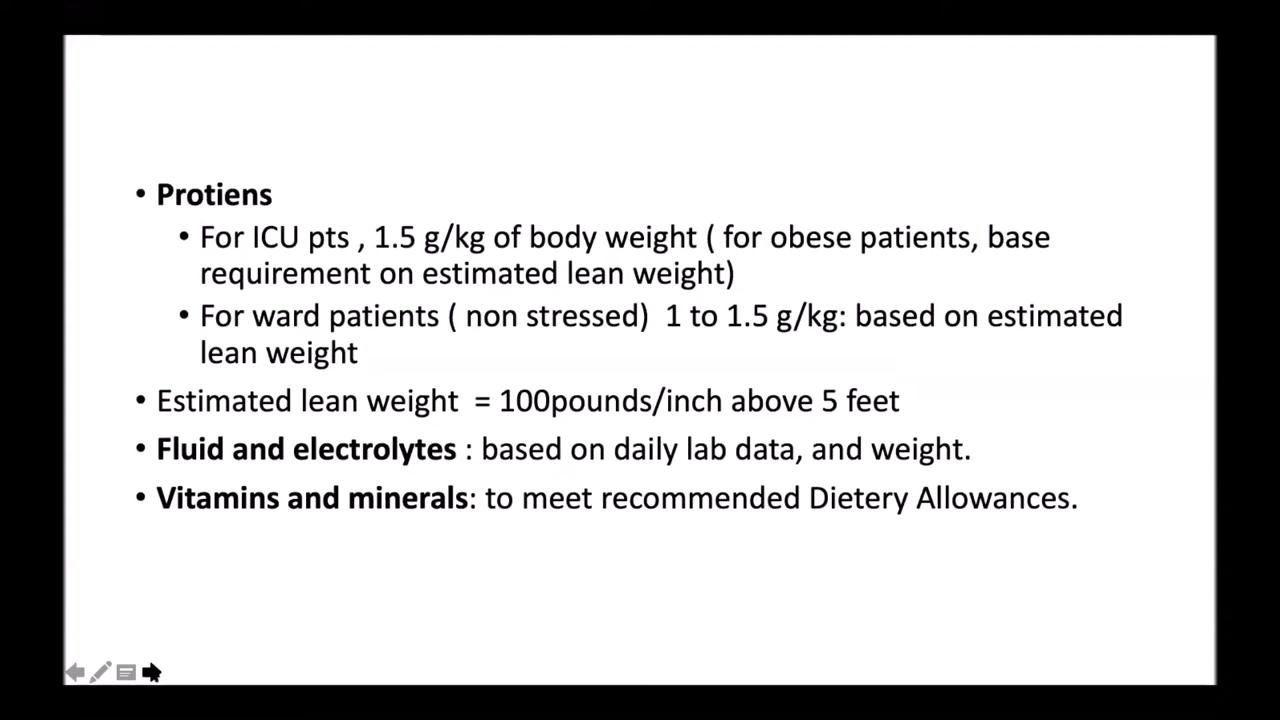 • Protiens
• For ICU pts , 1.5 g/kg of body weight ( for obese patients, base
requirement on estimated lean weight)
• For ward patients ( non stressed)  1 to 1.5 g/kg: based on estimated
lean weight
• Estimated lean weight  = 100pounds/inch above 5 feet
• Fluid and electrolytes : based on daily lab data, and weight.
• Vitamins and minerals: to meet recommended Dietery Allowances.